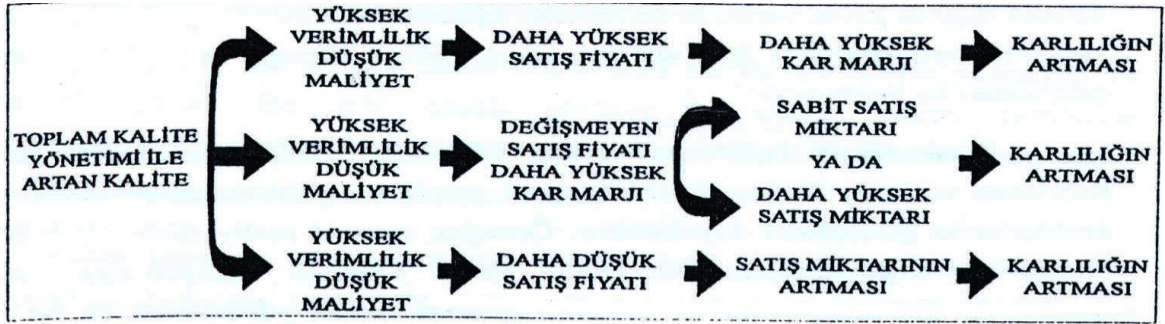 TOPLAM KALİTE
YÖNETİMİ İLE
ARTAN KALİTE
YÜKSEK
VERİMLİLİK
DÜŞÜK
MALİYET
DAHA YÜKSEK
SATIŞ FİYATI
DAHA YÜKSEK
KAR MARJI
KARLILIĞIN
ARTMASI
YÜKSEK
VERİMLİLİK
DÜŞÜK
MALİYET
DEĞİŞMEYEN
SATIŞ FİYATI
DAHA YÜKSEK
KAR MARJI
SABİT SATIŞ
MİKTARI
YA DA
DAHA YÜKSEK
SATIŞ MİKTARI
KARLILIĞIN
ARTMASI
YÜKSEK
VERİMLİLİK
DÜŞÜK
MALİYET
DAHA DÜŞÜK
SATIŞ FİYATI
SATIŞ MİKTARININ
ARTMASI
KARLILIĞIN
ARTMASI